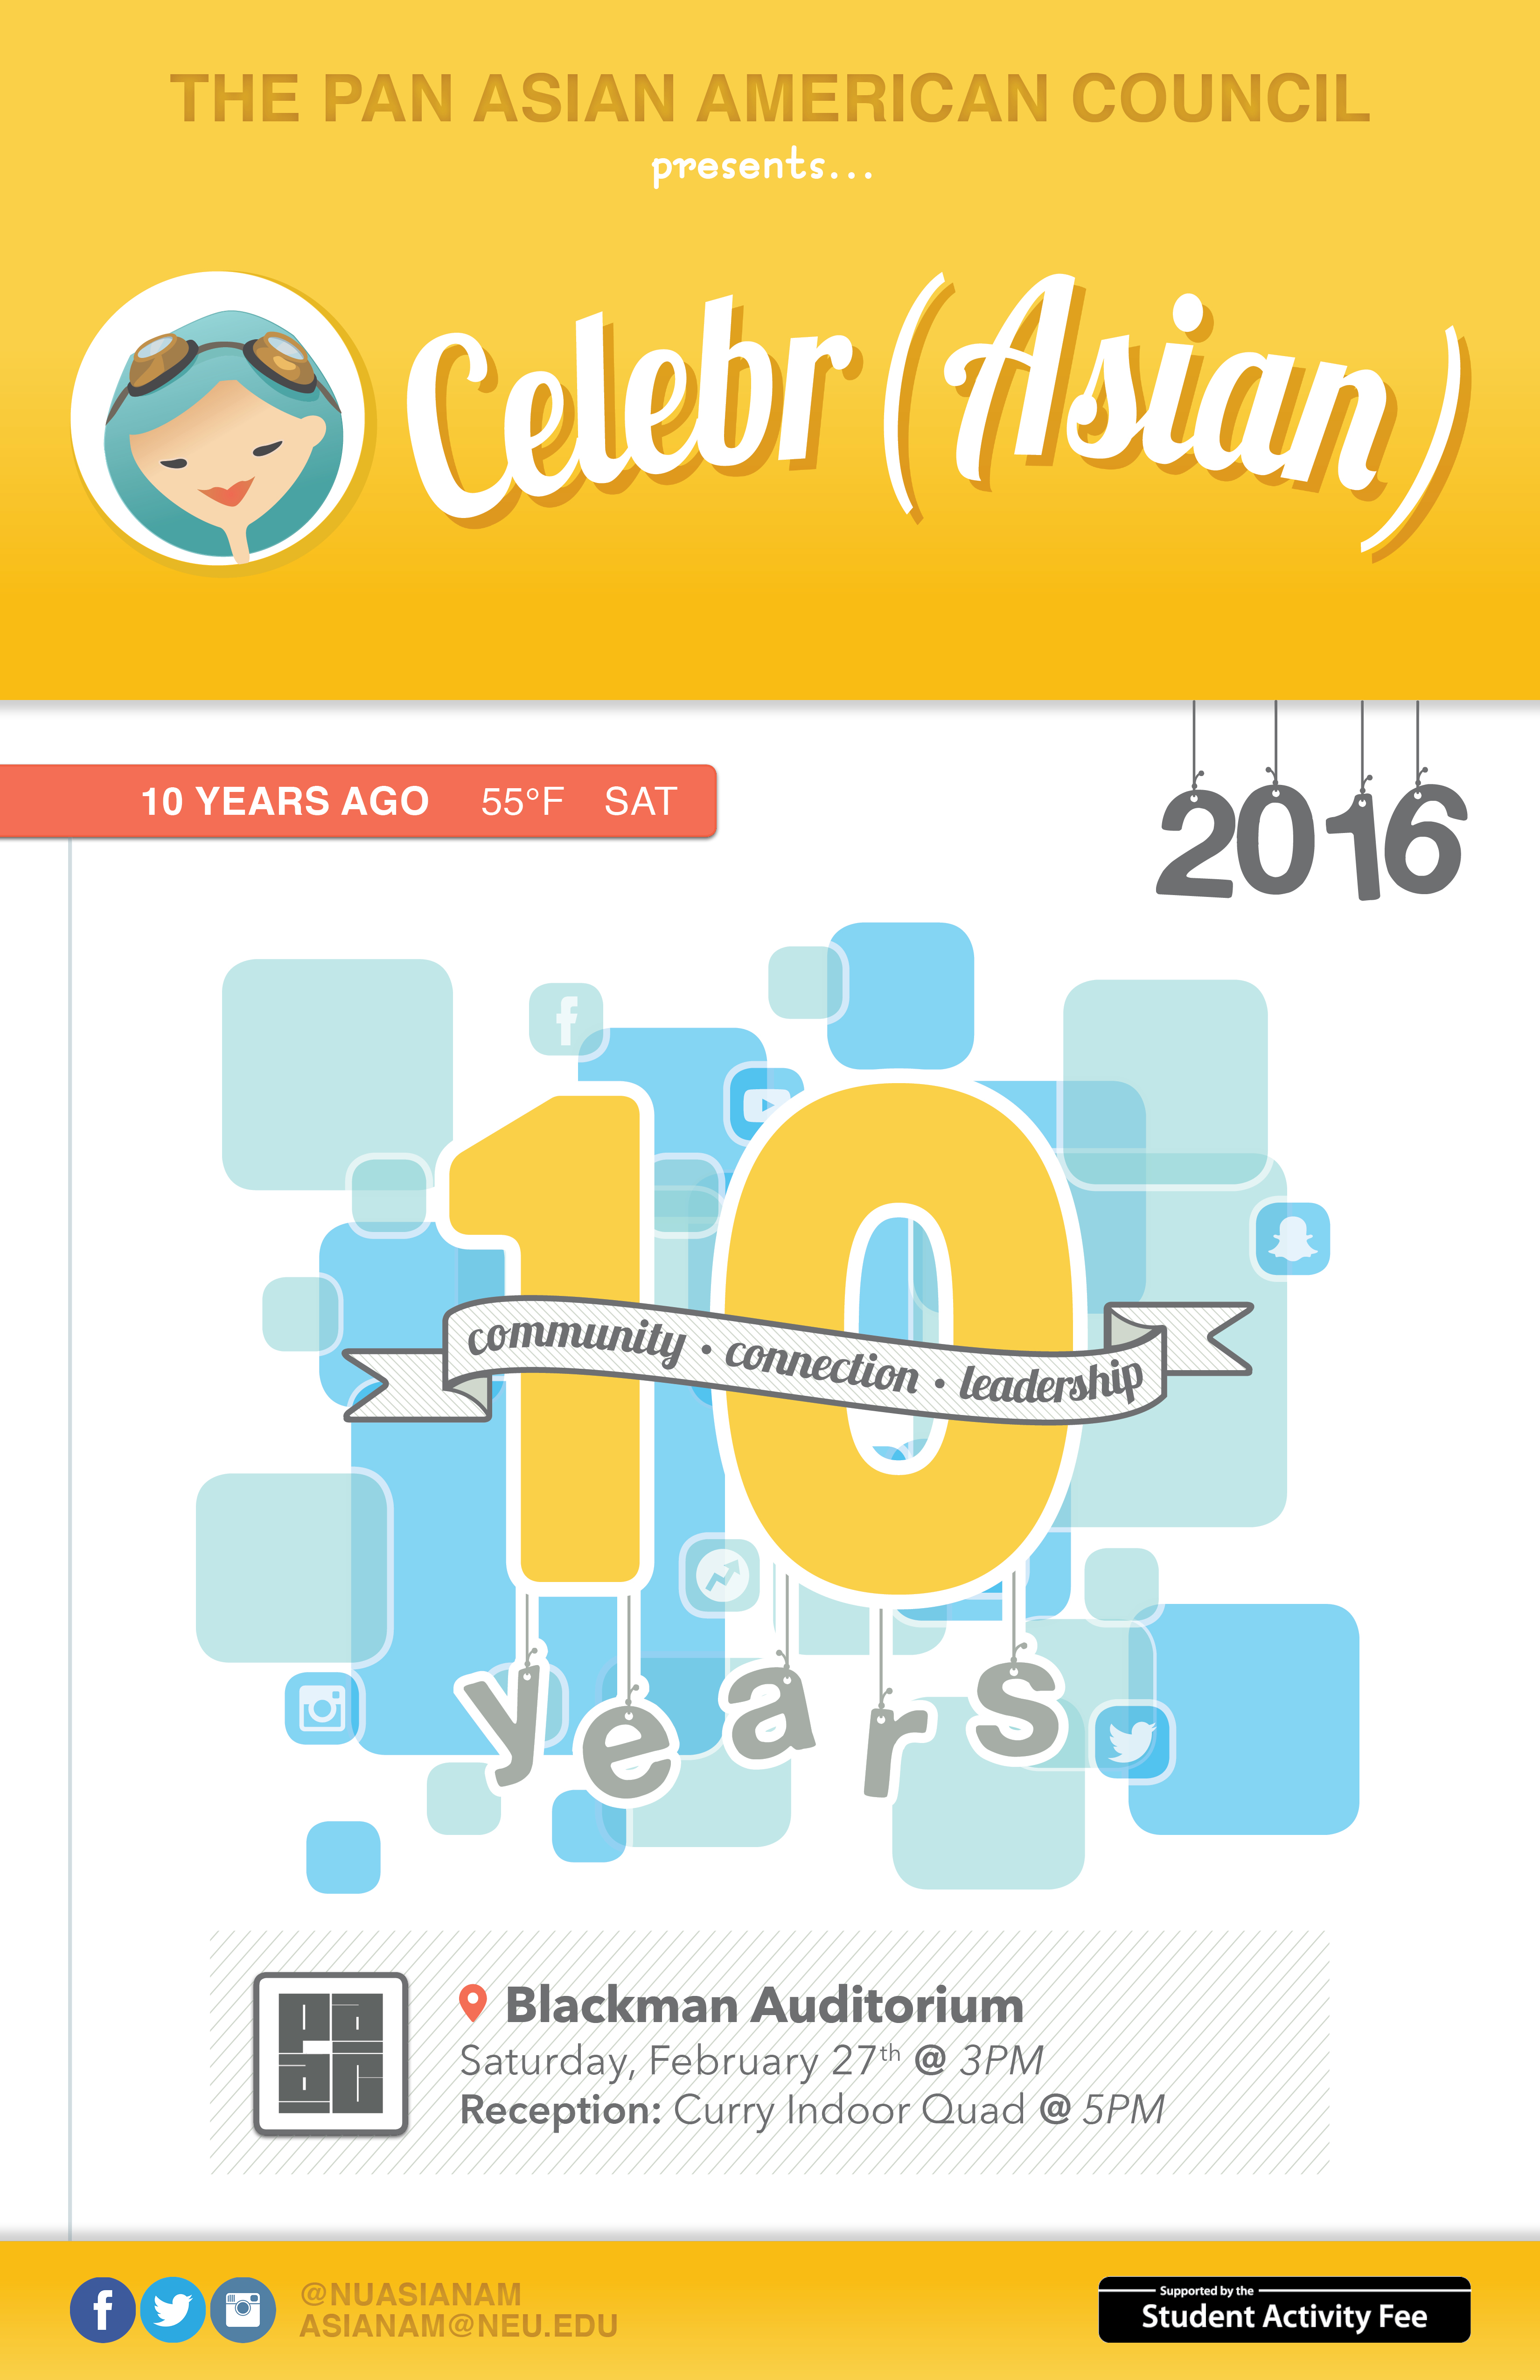 THE PAN ASIAN AMERICAN COUNCIL
presents...
Celebr(Asian)
10 YEARS AGO 55°F SAT
2016
10
community • connection • leadership
years
paac
Blackman Auditorium
Saturday, February 27th @ 3PM
Reception: Curry Indoor Quad @ 5PM
@NUASIANAM
ASIANAM@NEU.EDU
Supported by the
Student Activity Fee